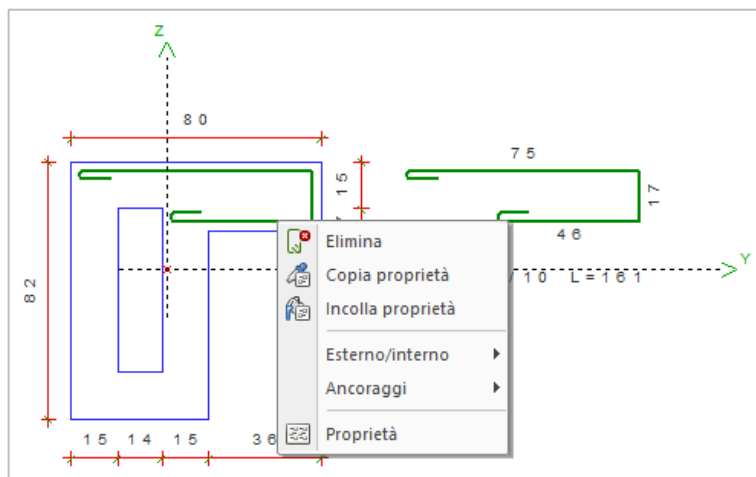 Z
80
75
15
17
46
Elimina
Copia proprietà
Y
/10 L=161
82
Incolla proprietà
Esterno/interno
Ancoraggi
Proprietà
15 14 15 36